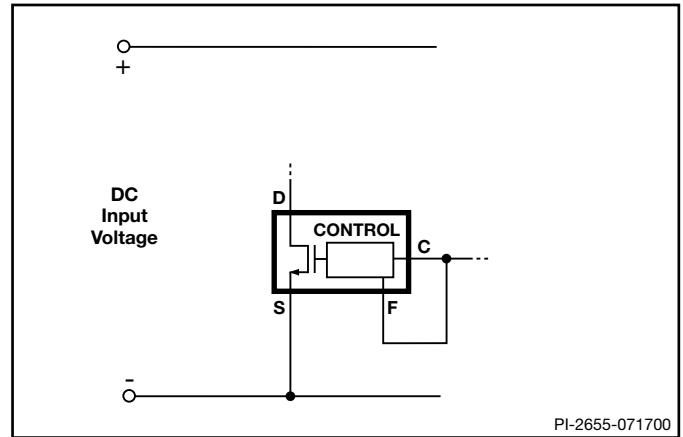 +
DC
Input
Voltage
D
CONTROL
C
S
F
-
PI-2655-071700